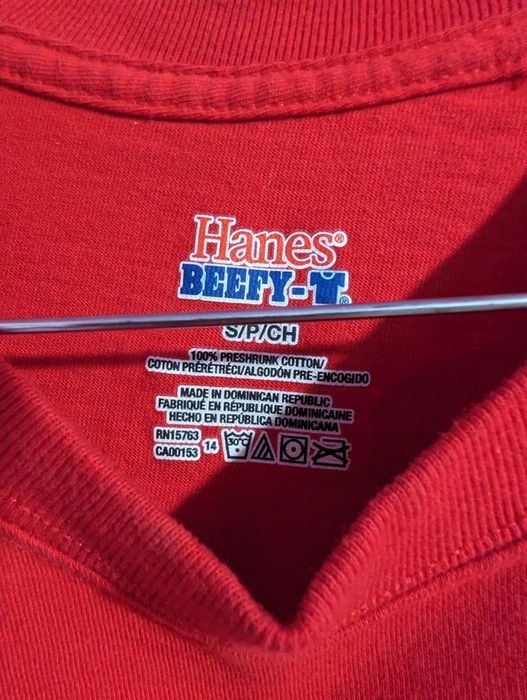 Hanes®
BEEFY-T®
S/P/CH
100% PRESHRUNK COTTON/
COTON PRÉRÉTRÉCI/ALGODÓN PRE-ENCOGIDO
MADE IN DOMINICAN REPUBLIC
FABRIQUÉ EN RÉPUBLIQUE DOMINICAINE
HECHO EN REPÚBLICA DOMINICANA
RN15763
CA00153 14 30°C